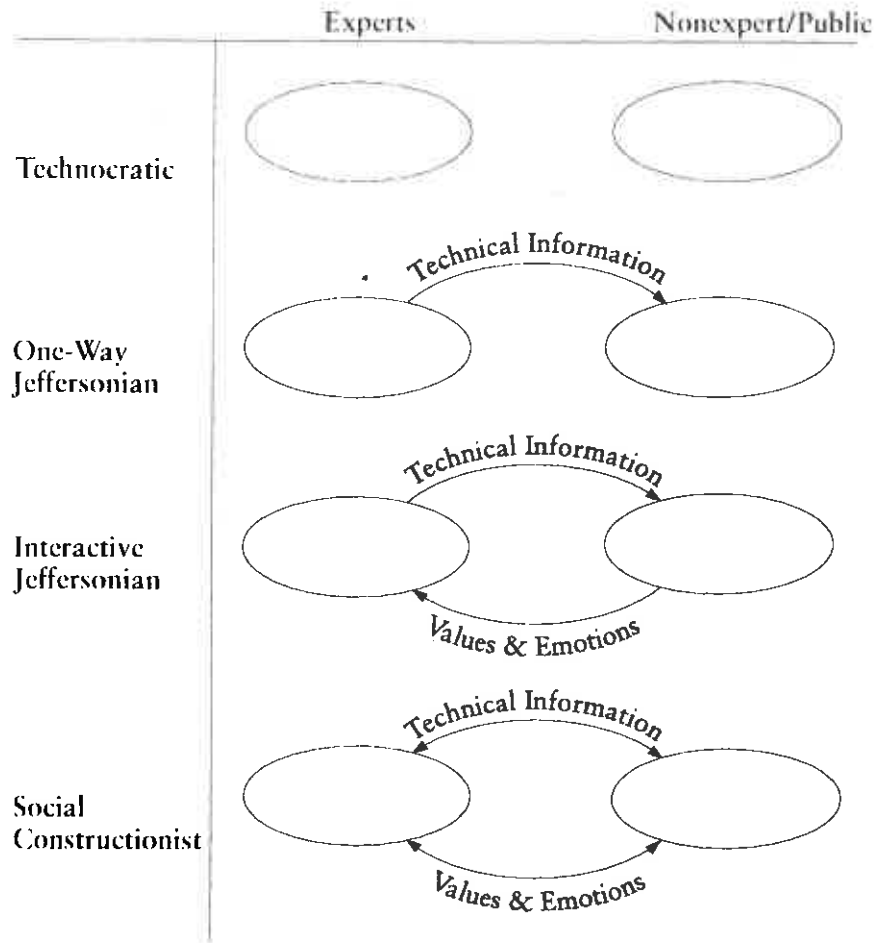 Experts Nonexpert/Public
Technocratic
Technical Information
One-Way
Jeffersonian
Technical Information
Interactive
Jeffersonian
Values & Emotions
Technical Information
Social
Constructionist
Values & Emotions